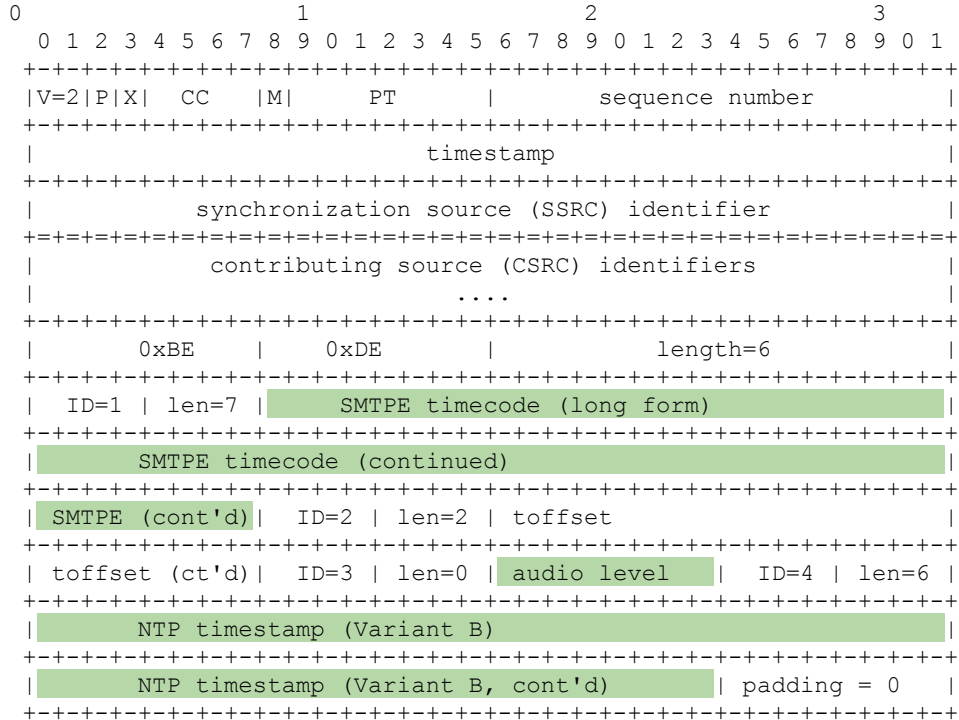 0                   1                   2                   3
 0 1 2 3 4 5 6 7 8 9 0 1 2 3 4 5 6 7 8 9 0 1 2 3 4 5 6 7 8 9 0 1
+-+-+-+-+-+-+-+-+-+-+-+-+-+-+-+-+-+-+-+-+-+-+-+-+-+-+-+-+-+-+-+-+
|V=2|P|X|  CC   |M|     PT      |       sequence number         |
+-+-+-+-+-+-+-+-+-+-+-+-+-+-+-+-+-+-+-+-+-+-+-+-+-+-+-+-+-+-+-+-+
|                           timestamp                           |
+-+-+-+-+-+-+-+-+-+-+-+-+-+-+-+-+-+-+-+-+-+-+-+-+-+-+-+-+-+-+-+-+
|           synchronization source (SSRC) identifier            |
+=+=+=+=+=+=+=+=+=+=+=+=+=+=+=+=+=+=+=+=+=+=+=+=+=+=+=+=+=+=+=+=+
|            contributing source (CSRC) identifiers             |
|                             ....                              |
+-+-+-+-+-+-+-+-+-+-+-+-+-+-+-+-+-+-+-+-+-+-+-+-+-+-+-+-+-+-+-+-+
|       0xBE    |    0xDE       |           length=6            |
+-+-+-+-+-+-+-+-+-+-+-+-+-+-+-+-+-+-+-+-+-+-+-+-+-+-+-+-+-+-+-+-+
|  ID=1 | len=7 |     SMTPE timecode (long form)                |
+-+-+-+-+-+-+-+-+-+-+-+-+-+-+-+-+-+-+-+-+-+-+-+-+-+-+-+-+-+-+-+-+
|       SMTPE timecode (continued)                              |
+-+-+-+-+-+-+-+-+-+-+-+-+-+-+-+-+-+-+-+-+-+-+-+-+-+-+-+-+-+-+-+-+
| SMTPE (cont'd)|  ID=2 | len=2 | toffset                       |
+-+-+-+-+-+-+-+-+-+-+-+-+-+-+-+-+-+-+-+-+-+-+-+-+-+-+-+-+-+-+-+-+
| toffset (ct'd)|  ID=3 | len=0 | audio level   |  ID=4 | len=6 |
+-+-+-+-+-+-+-+-+-+-+-+-+-+-+-+-+-+-+-+-+-+-+-+-+-+-+-+-+-+-+-+-+
|       NTP timestamp (Variant B)                               |
+-+-+-+-+-+-+-+-+-+-+-+-+-+-+-+-+-+-+-+-+-+-+-+-+-+-+-+-+-+-+-+-+
|       NTP timestamp (Variant B, cont'd)       | padding = 0   |
+-+-+-+-+-+-+-+-+-+-+-+-+-+-+-+-+-+-+-+-+-+-+-+-+-+-+-+-+-+-+-+-+